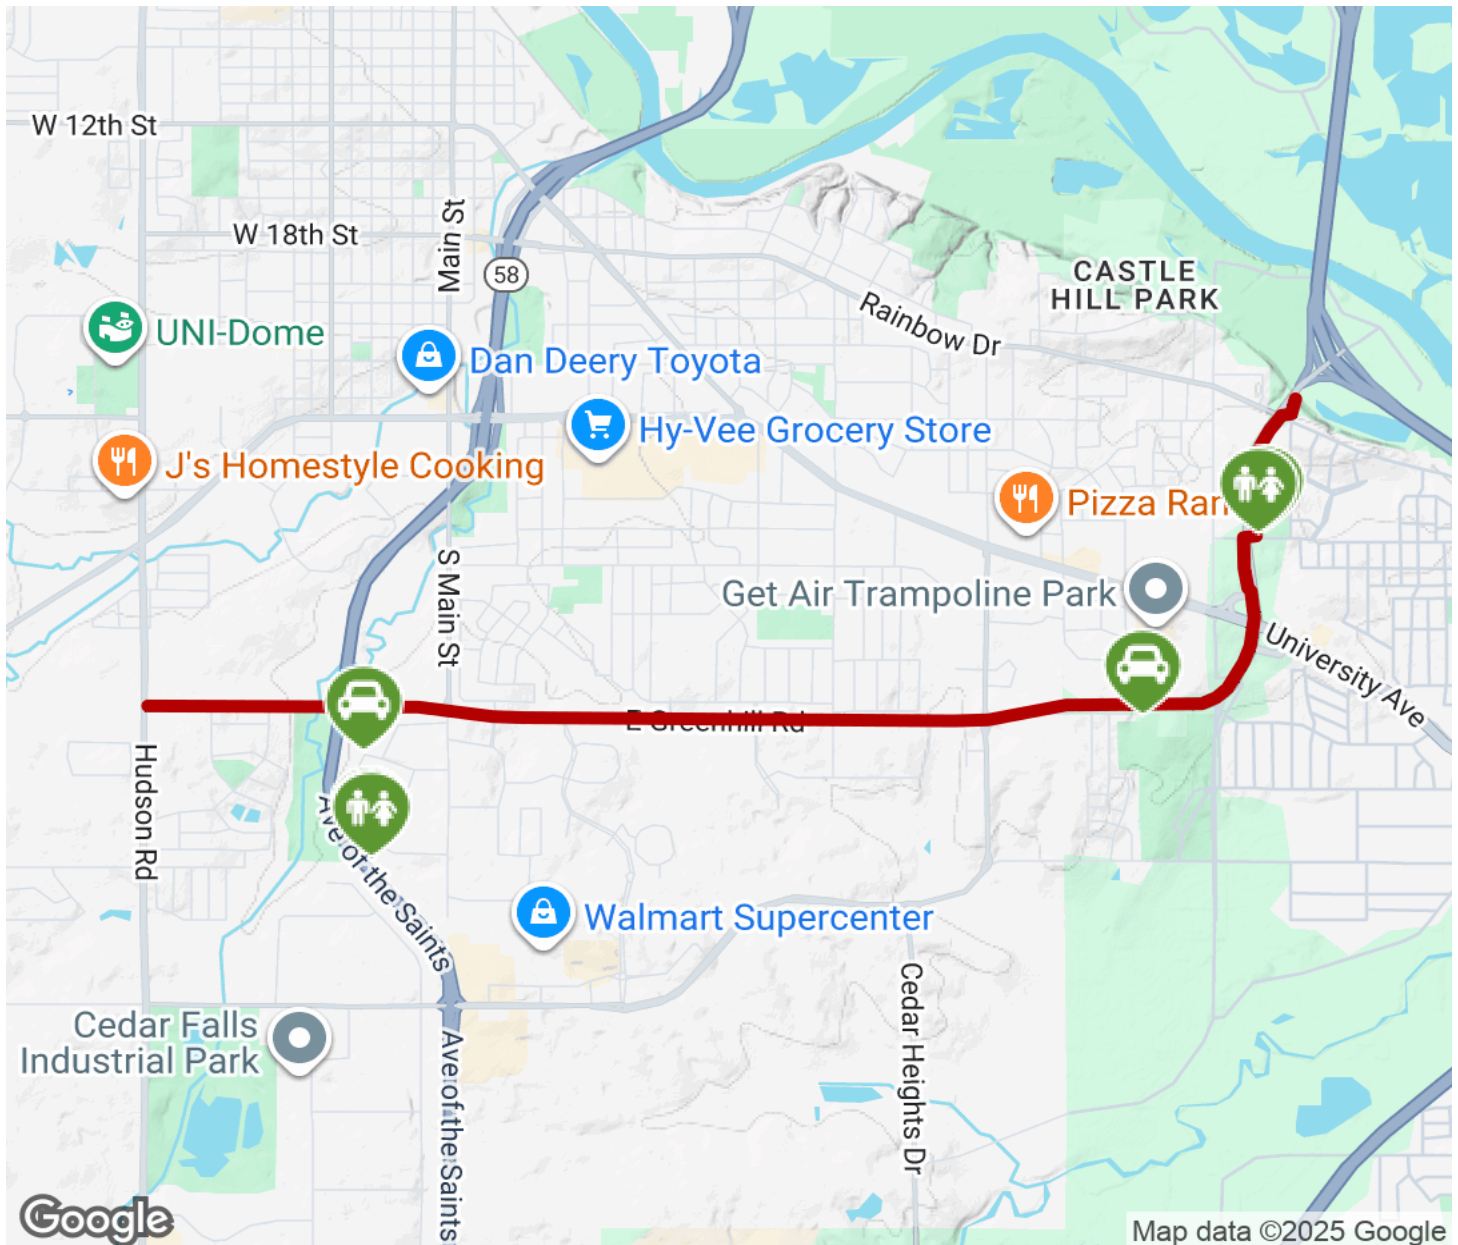 W 12th St
W 18th St
Main St
58
CASTLE
HILL PARK
Rainbow Dr
UNI-Dome
Dan Deery Toyota
Hy-Vee Grocery Store
J's Homestyle Cooking
Pizza Ran
S Main St
Get Air Trampoline Park
University Ave
E Greenhill Rd
Hudson Rd
Ave of the Saints
Walmart Supercenter
Cedar Heights Dr
Cedar Falls
Industrial Park
Ave of the Saints
Google
Map data ©2025 Google